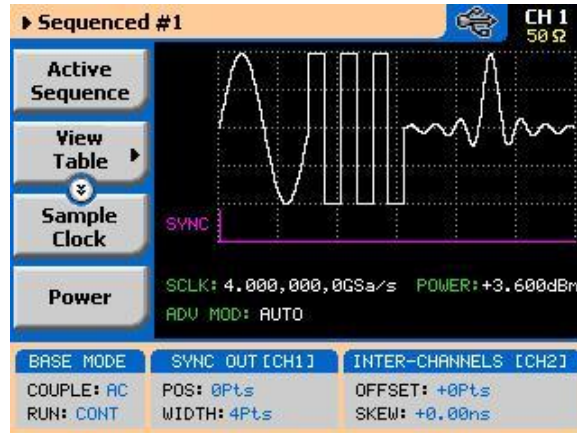 Sequenced #1
CH 1
50 Ω
Active
Sequence
View
Table
Sample
Clock
Power
SYNC
SCLK: 4.000,000,0GSa/s POWER: +3.600dBm
ADV MOD: AUTO
BASE MODE
COUPLE: AC
RUN: CONT
SYNC OUT [CH1]
POS: 0Pts
WIDTH: 4Pts
INTER-CHANNELS [CH2]
OFFSET: +0Pts
SKEW: +0.00ns